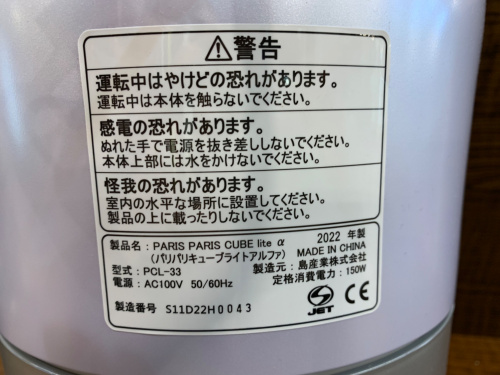 ⚠警告
運転中はやけどの恐れがあります。
運転中は本体を触らないでください。
感電の恐れがあります。
ぬれた手で電源を抜き差ししないでください。
本体上部には水をかけないでください。
怪我の恐れがあります。
室内の水平な場所に設置してください。
製品の上に載ったりしないでください。
製品名：PARIS PARIS CUBE lite α
（パリパリキューブライトアルファ）
型式：PCL-33
電源：AC100V 50/60Hz
製造番号 S11D22H0043
2022 年製
MADE IN CHINA
製造元：島産業株式会社
定格消費電力：150W
S JET CE